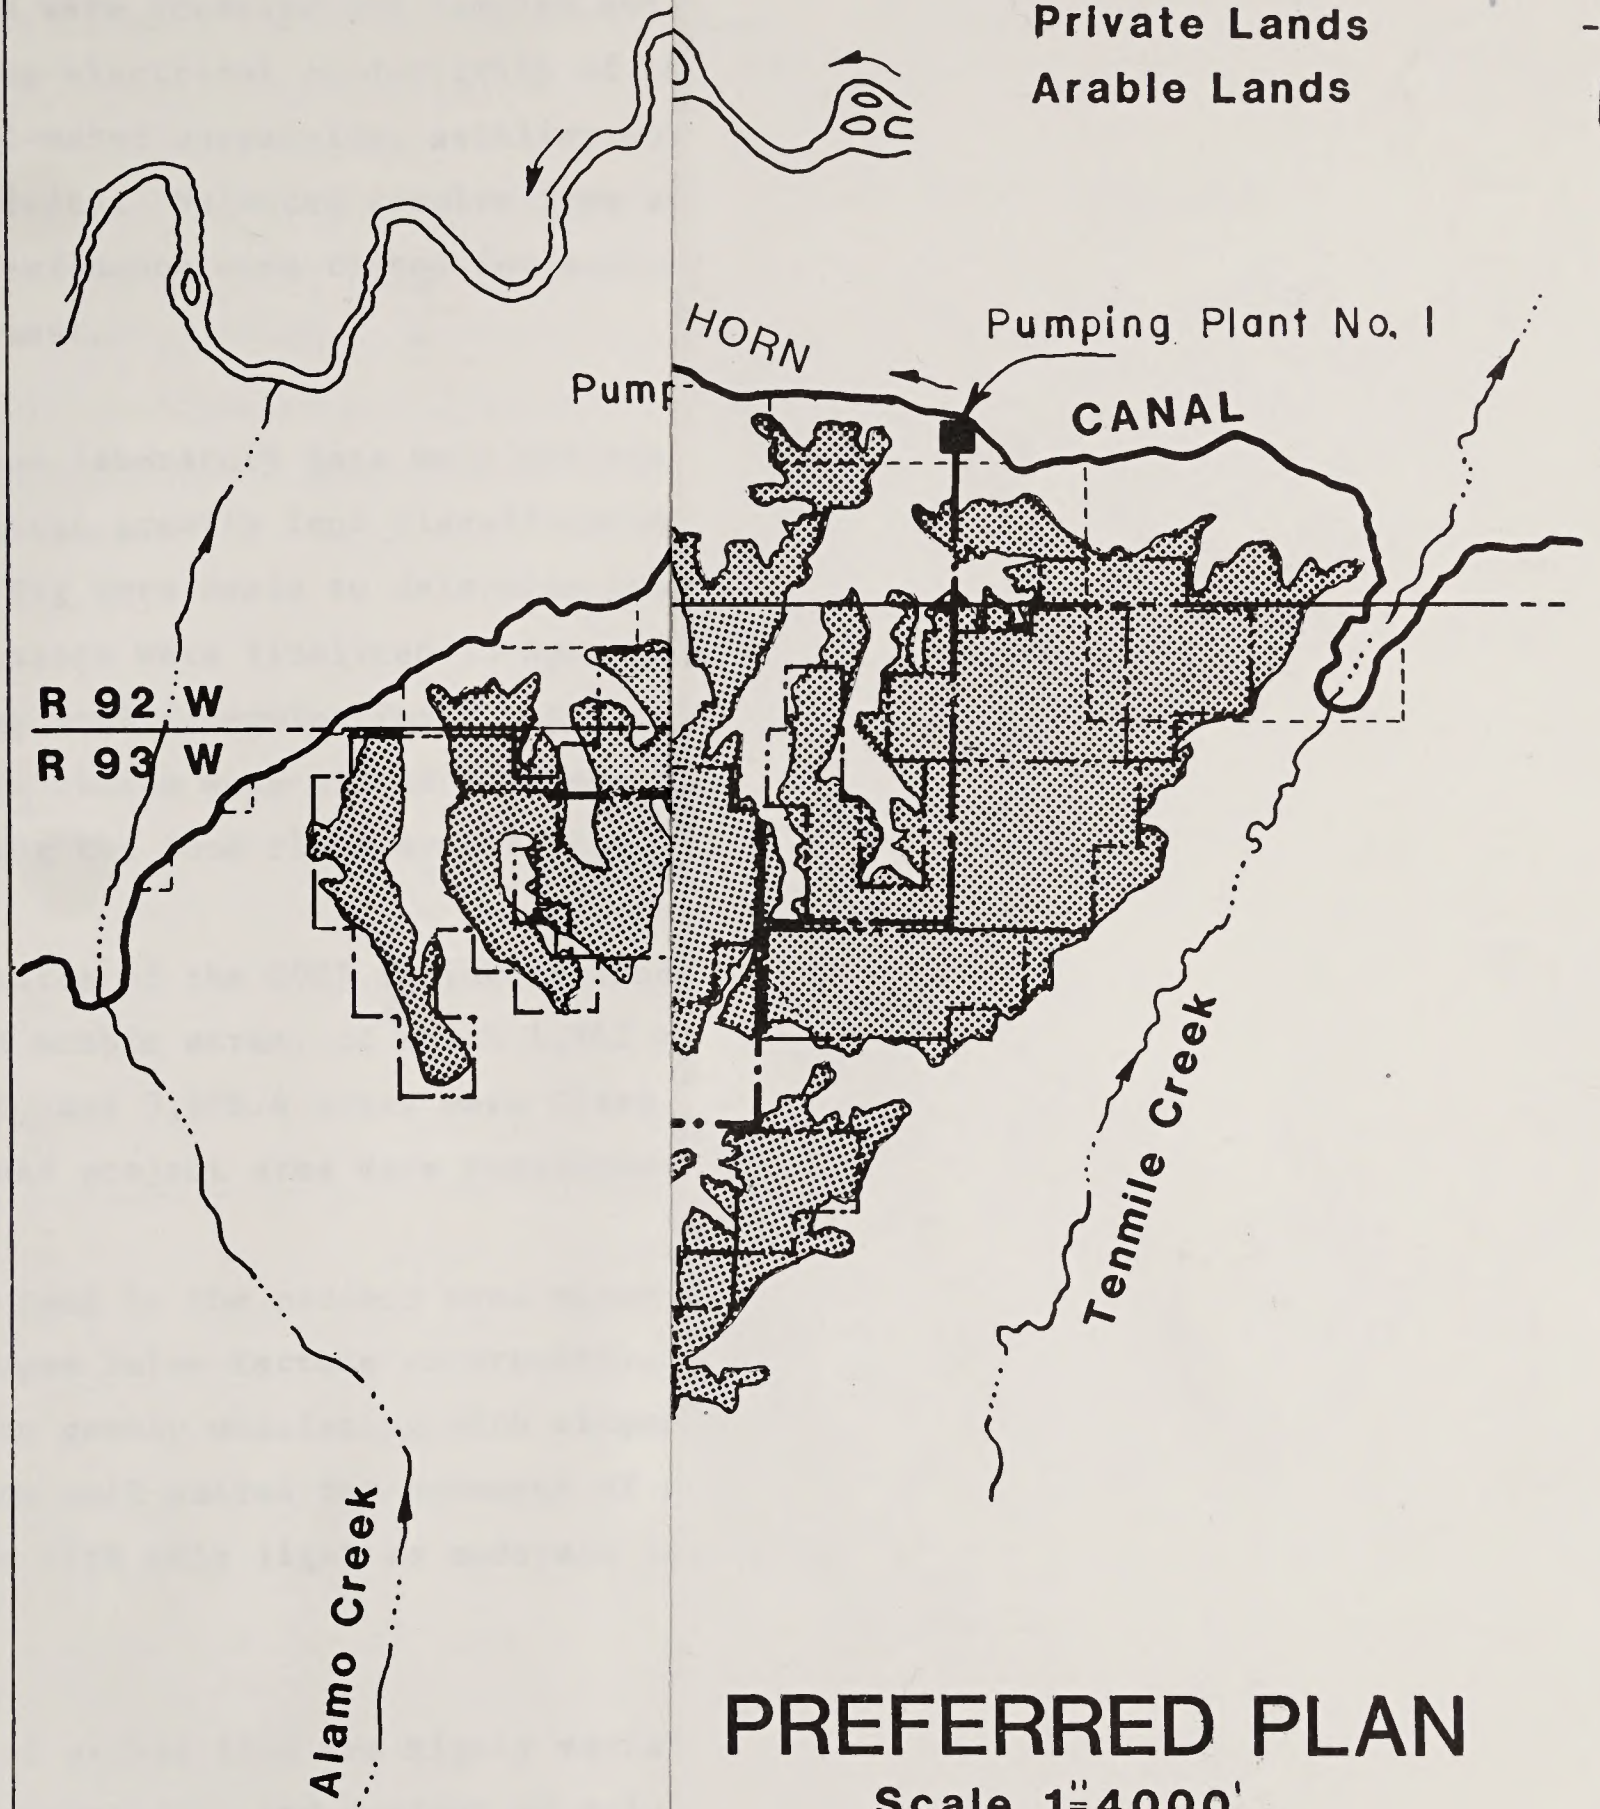 Private Lands
Arable Lands
HORN
Pumping Plant No. 1
Pump
CANAL
R 92 W
R 93 W
Tenmile Creek
Alamo Creek
PREFERRED PLAN
Scale 1"=4000'